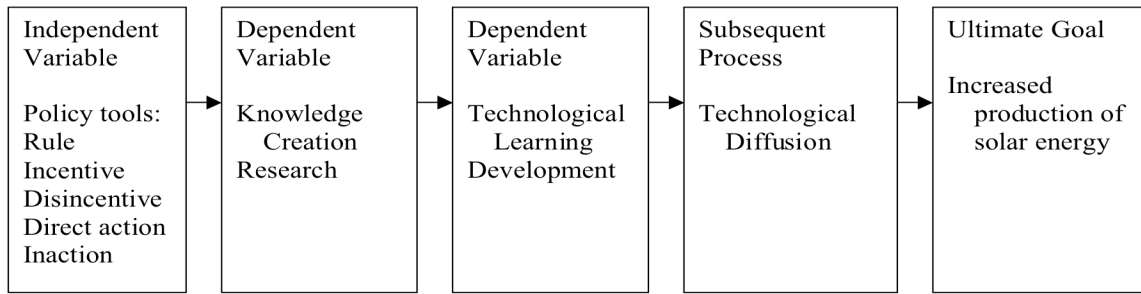 Independent
Variable
Policy tools:
Rule
Incentive
Disincentive
Direct action
Inaction
Dependent
Variable
Knowledge
Creation
Research
Dependent
Variable
Technological
Learning
Development
Subsequent
Process
Technological
Diffusion
Ultimate Goal
Increased
production of
solar energy